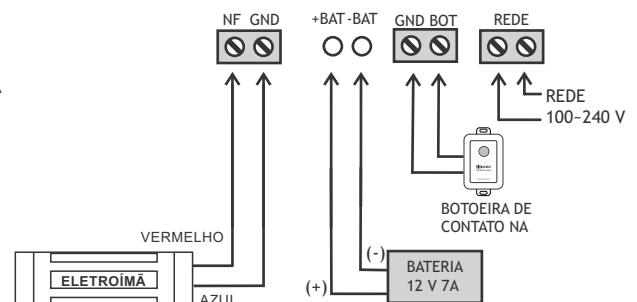 NF GND
+BAT -BAT
GND BOT
REDE
REDE
100~240 V
BOTOEIRA DE
CONTATO NA
VERMELHO
(-)
BATERIA
12 V 7A
ELETROÍMÃ
(+)
AZUL